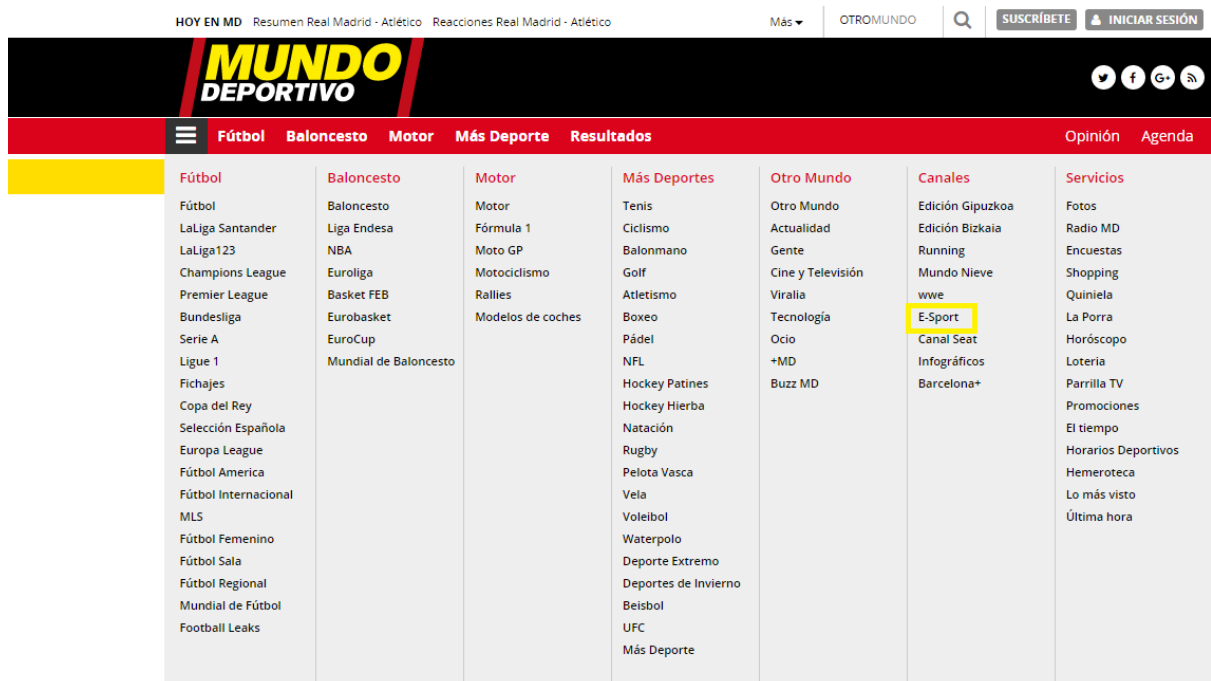 HOY EN MD Resumen Real Madrid - Atlético Reacciones Real Madrid - Atlético Más OTROMUNDO SUSCRÍBETE INICIAR SESIÓN
MUNDO
DEPORTIVO
Fútbol Baloncesto Motor Más Deporte Resultados Opinión Agenda
Fútbol
Fútbol
LaLiga Santander
LaLiga123
Champions League
Premier League
Bundesliga
Serie A
Ligue 1
Fichajes
Copa del Rey
Selección Española
Europa League
Fútbol America
Fútbol Internacional
MLS
Fútbol Femenino
Fútbol Sala
Fútbol Regional
Mundial de Fútbol
Football Leaks
Baloncesto
Baloncesto
Liga Endesa
NBA
Euroliga
Basket FEB
Eurobasket
EuroCup
Mundial de Baloncesto
Motor
Motor
Fórmula 1
Moto GP
Motociclismo
Rallies
Modelos de coches
Más Deportes
Tenis
Ciclismo
Balonmano
Golf
Atletismo
Boxeo
Pádel
NFL
Hockey Patines
Hockey Hierba
Natación
Rugby
Pelota Vasca
Vela
Voleibol
Waterpolo
Deporte Extremo
Deportes de Invierno
Beisbol
UFC
Más Deporte
Otro Mundo
Otro Mundo
Actualidad
Gente
Cine y Televisión
Viralia
Tecnología
Ocio
+MD
Buzz MD
Canales
Edición Gipuzkoa
Edición Bizkaia
Running
Mundo Nieve
wwe
E-Sport
Canal Seat
Infográficos
Barcelona+
Servicios
Fotos
Radio MD
Encuestas
Shopping
Quiniela
La Porra
Horóscopo
Loteria
Parrilla TV
Promociones
El tiempo
Horarios Deportivos
Hemeroteca
Lo más visto
Última hora